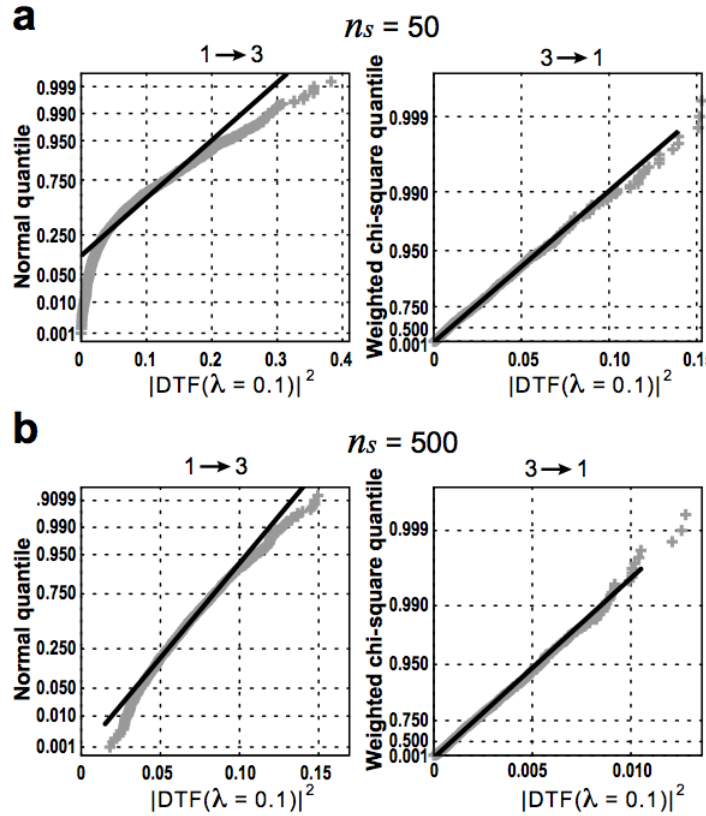 a
nₛ = 50
1 → 3
3 → 1
Normal quantile
0.999
0.990
0.950
0.750
0.250
0.050
0.010
0.001
0
0.1
0.2
0.3
0.4
|DTF(λ = 0.1)|²
Weighted chi-square quantile
0.999
0.990
0.950
0.750
0.500
0.001
0
0.05
0.10
0.15
|DTF(λ = 0.1)|²
b
nₛ = 500
1 → 3
3 → 1
Normal quantile
.9099
0.990
0.950
0.750
0.250
0.050
0.010
0.001
0
0.05
0.10
0.15
|DTF(λ = 0.1)|²
Weighted chi-square quantile
0.999
0.990
0.950
0.750
0.500
0.001
0
0.005
0.010
|DTF(λ = 0.1)|²